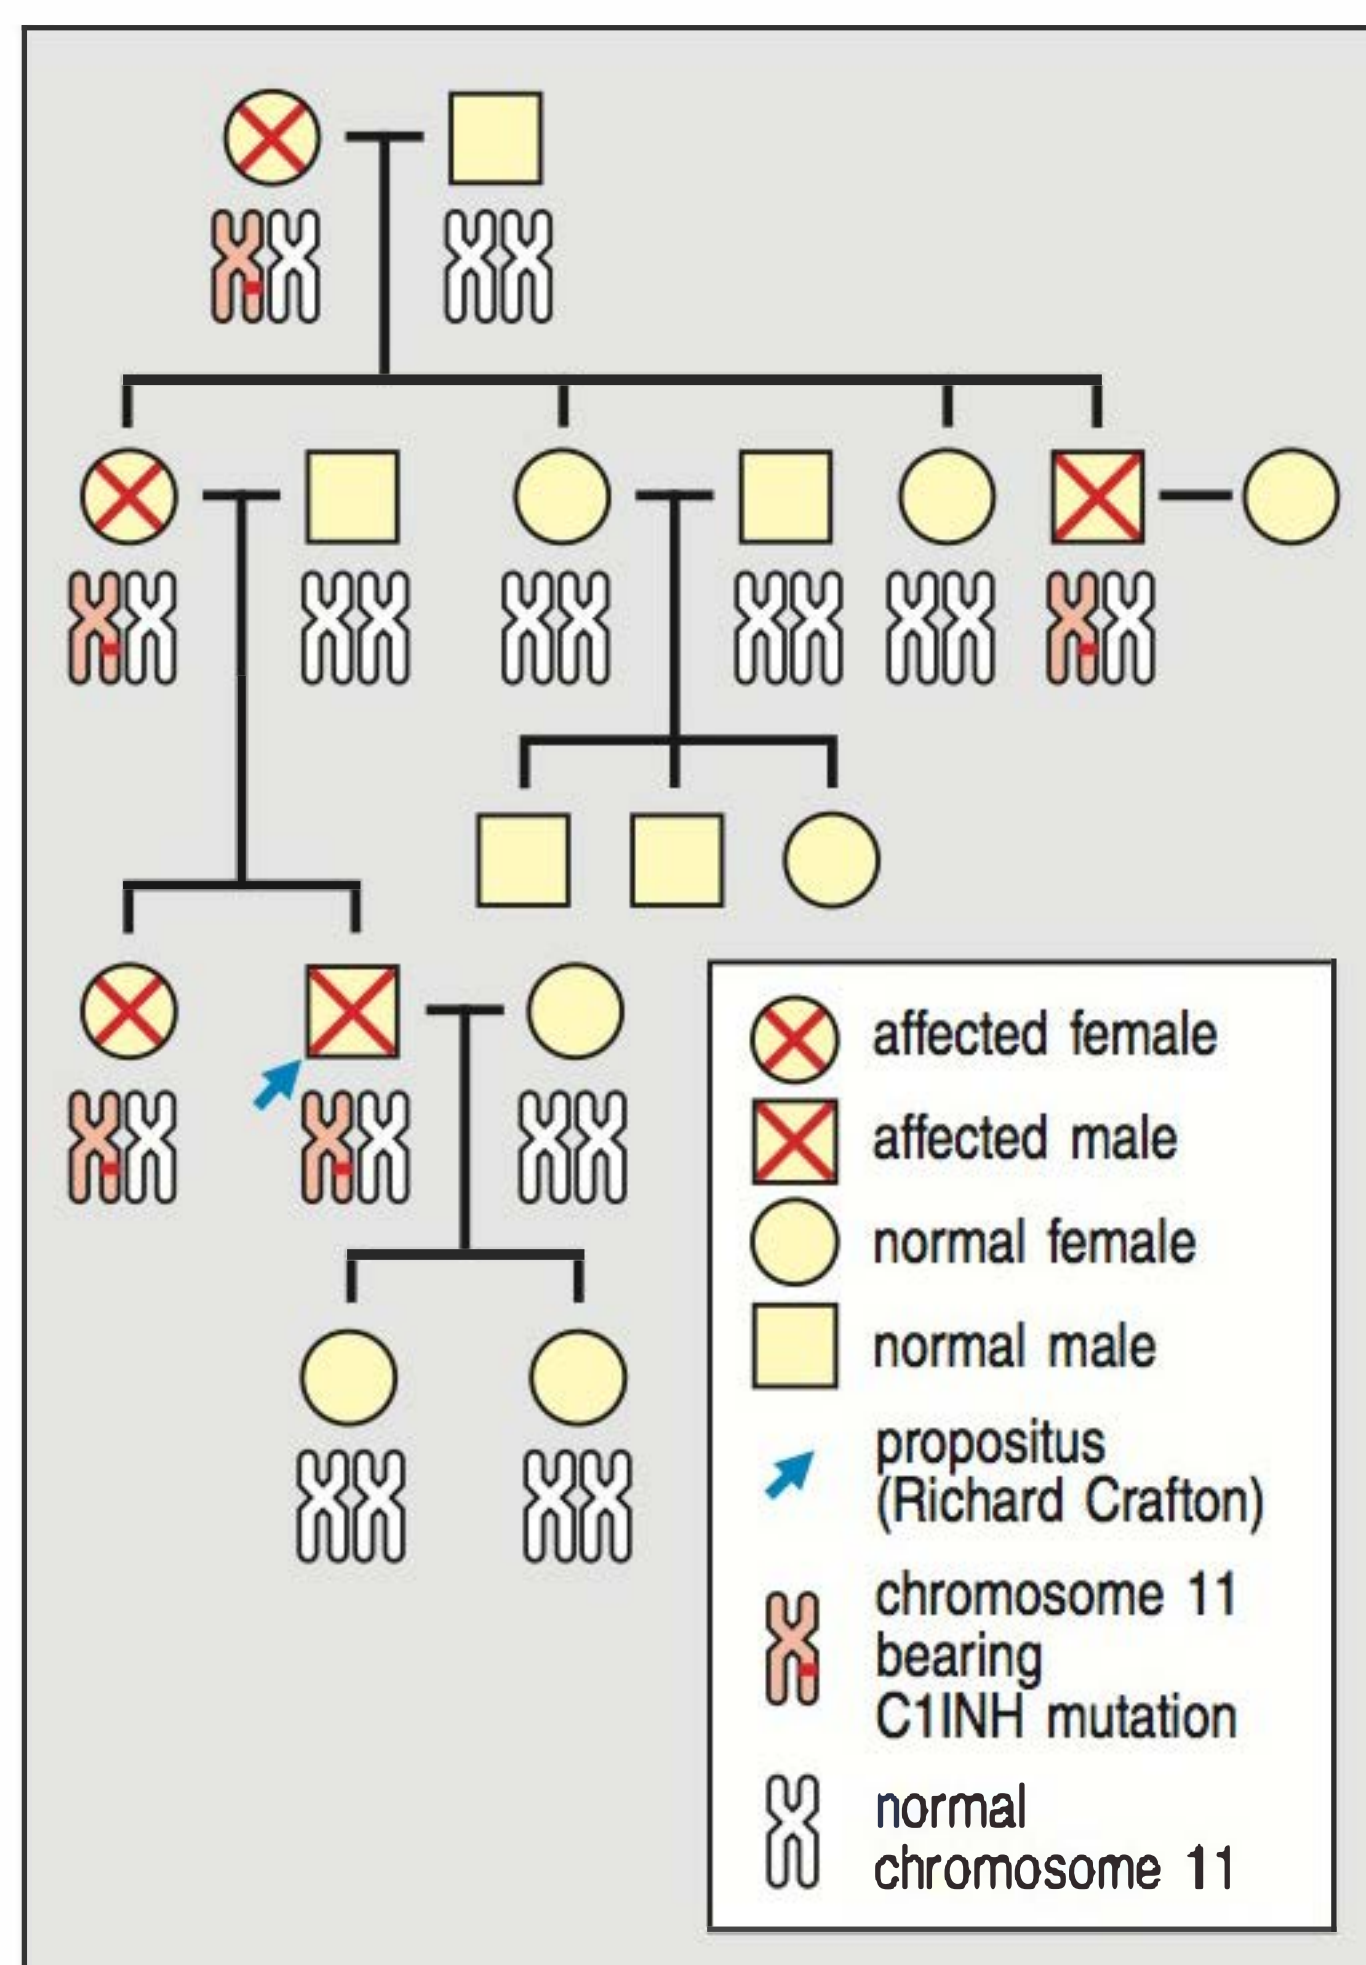 affected female
affected male
normal female
normal male
propositus
(Richard Crafton)
chromosome 11
bearing
C1INH mutation
normal
chromosome 11